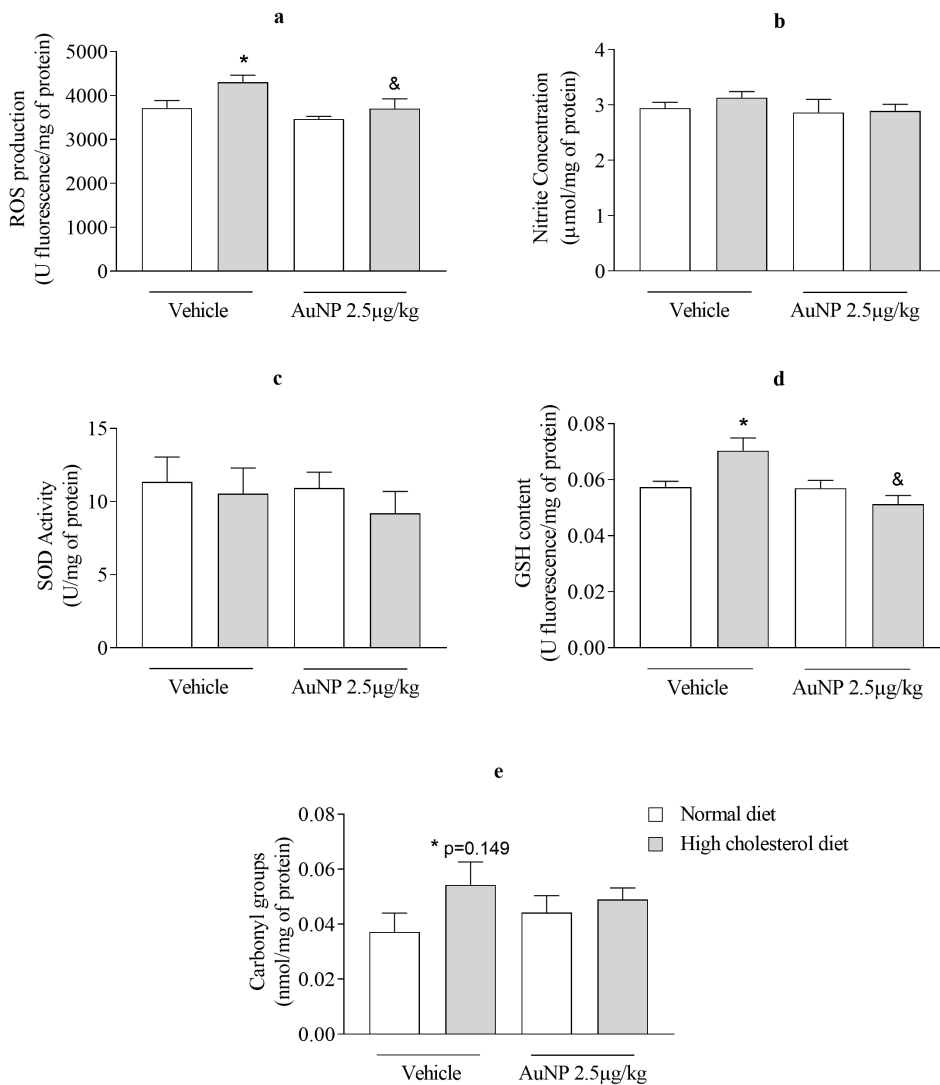 a
ROS production
(U fluorescence/mg of protein)
5000
4000
3000
2000
1000
0
*
&
Vehicle
AuNP 2.5µg/kg
b
Nitrite Concentration
(µmol/mg of protein)
4
3
2
1
0
Vehicle
AuNP 2.5µg/kg
c
SOD Activity
(U/mg of protein)
15
10
5
0
Vehicle
AuNP 2.5µg/kg
d
GSH content
(U fluorescence/mg of protein)
0.08
0.06
0.04
0.02
0.00
*
&
Vehicle
AuNP 2.5µg/kg
e
Carbonyl groups
(nmol/mg of protein)
0.08
0.06
0.04
0.02
0.00
* p=0.149
Vehicle
AuNP 2.5µg/kg
Normal diet
High cholesterol diet